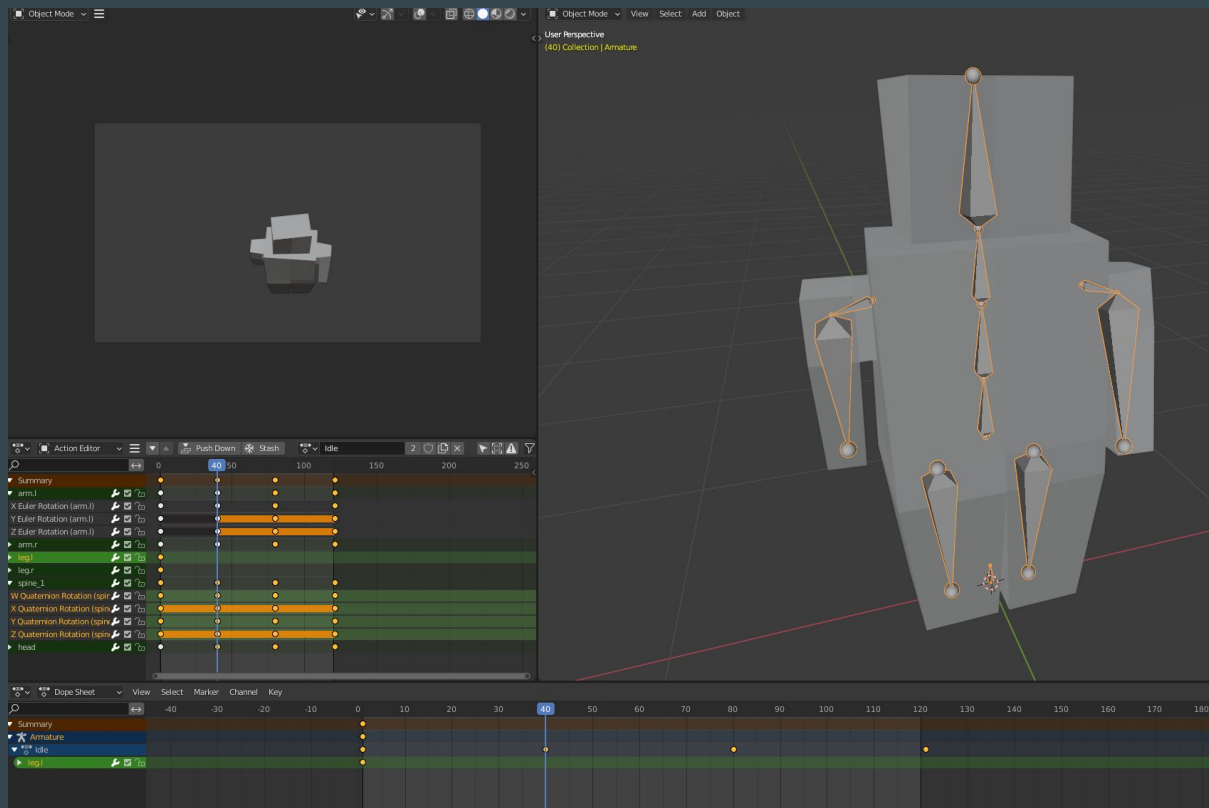 Object Mode
Object Mode View Select Add Object
User Perspective
(40) Collection | Armature
Action Editor Push Down Stash Idle 2
0 40 50 100 150 200 250
Summary
arm.l
X Euler Rotation (arm.l)
Y Euler Rotation (arm.l)
Z Euler Rotation (arm.l)
arm.r
leg.l
leg.r
spine_1
W Quaternion Rotation (spin
X Quaternion Rotation (spine
Y Quaternion Rotation (spine
Z Quaternion Rotation (spine
head
Dope Sheet View Select Marker Channel Key
-40 -30 -20 -10 0 10 20 30 40 50 60 70 80 90 100 110 120 130 140 150 160 170 180
Summary
Armature
Idle
leg.l